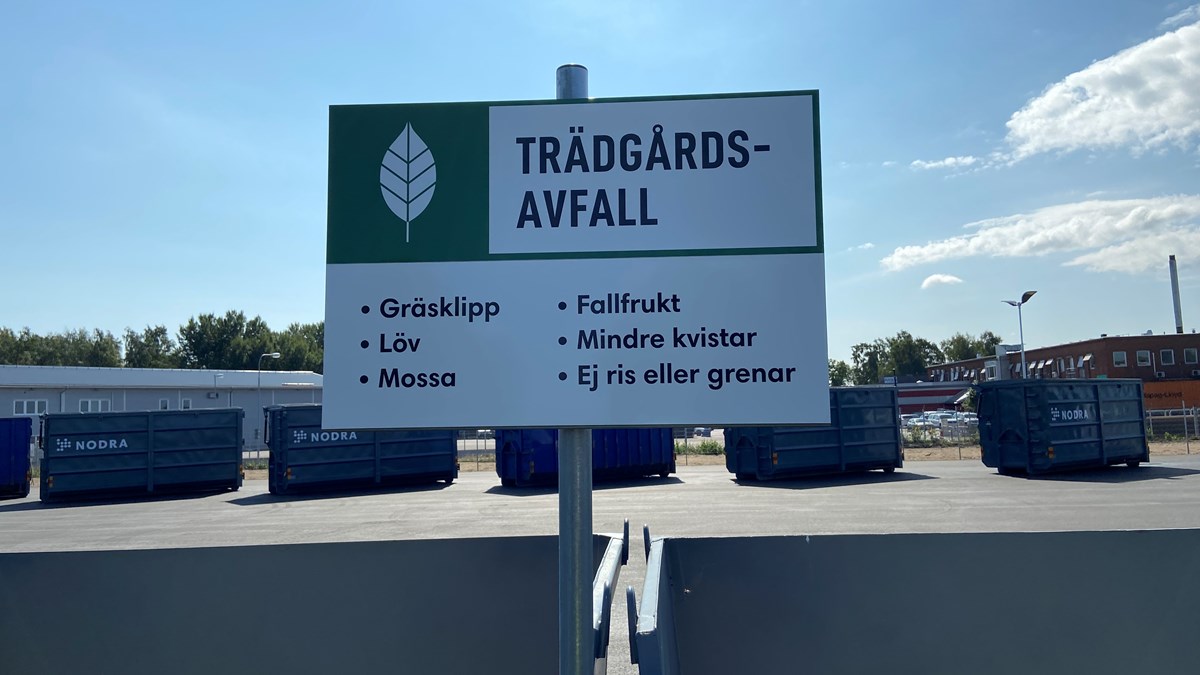 TRÄDGÅRDS-
AVFALL
• Gräsklipp
• Löv
• Mossa
• Fallfrukt
• Mindre kvistar
• Ej ris eller grenar
NODRA
NODRA
NODRA